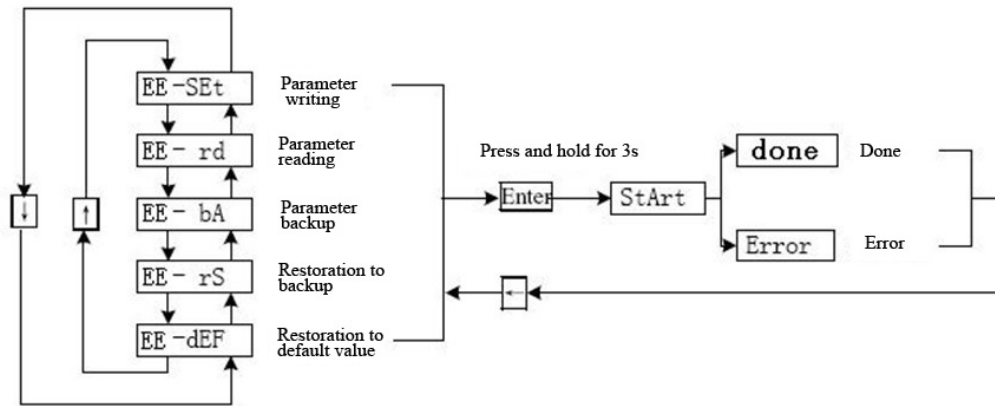 EE-SEt
Parameter
writing
EE- rd
Parameter
reading
EE- bA
Parameter
backup
EE- rS
Restoration to
backup
EE-dEF
Restoration to
default value
↓
↑
Press and hold for 3s
Enter
StArt
done
Done
Error
Error
←